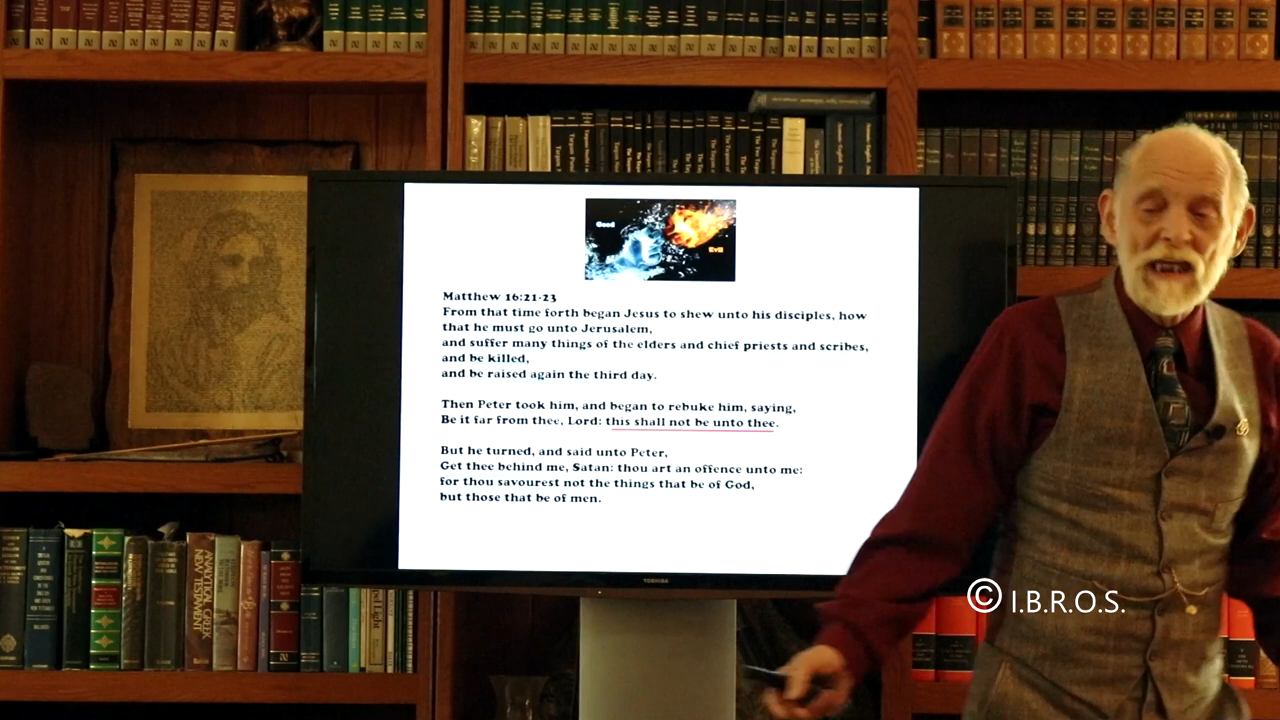 Good
Evil
Matthew 16:21-23
From that time forth began Jesus to shew unto his disciples, how
that he must go unto Jerusalem,
and suffer many things of the elders and chief priests and scribes,
and be killed,
and be raised again the third day.
Then Peter took him, and began to rebuke him, saying,
Be it far from thee, Lord: this shall not be unto thee.
But he turned, and said unto Peter,
Get thee behind me, Satan: thou art an offence unto me:
for thou savourest not the things that be of God,
but those that be of men.
TOSHIBA
ANALYTICAL GREEK
NEW TESTAMENT
© I.B.R.O.S.